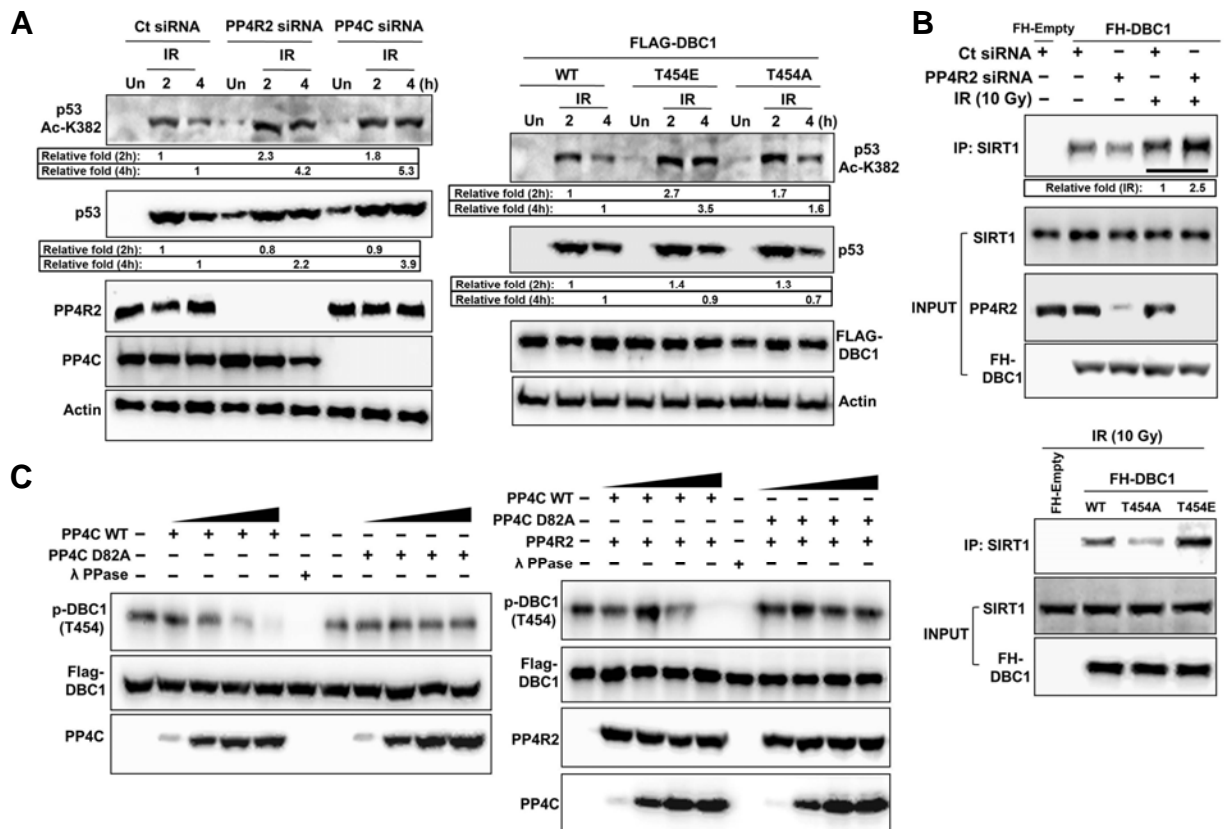 A
Ct siRNA PP4R2 siRNA PP4C siRNA
IR IR IR
Un 2 4 Un 2 4 Un 2 4 (h)
p53
Ac-K382
Relative fold (2h): 1 2.3 1.8
Relative fold (4h): 1 4.2 5.3
p53
Relative fold (2h): 1 0.8 0.9
Relative fold (4h): 1 2.2 3.9
PP4R2
PP4C
Actin
FLAG-DBC1
WT T454E T454A
IR IR IR
Un 2 4 Un 2 4 Un 2 4 (h)
p53
Ac-K382
Relative fold (2h): 1 2.7 1.7
Relative fold (4h): 1 3.5 1.6
p53
Relative fold (2h): 1 1.4 1.3
Relative fold (4h): 1 0.9 0.7
FLAG-
DBC1
Actin
B
FH-Empty FH-DBC1
Ct siRNA + + − + −
PP4R2 siRNA − − + − +
IR (10 Gy) − − − + +
IP: SIRT1
Relative fold (IR): 1 2.5
SIRT1
INPUT PP4R2
FH-
DBC1
IR (10 Gy)
FH-Empty FH-DBC1
WT T454A T454E
IP: SIRT1
SIRT1
INPUT
FH-
DBC1
C
PP4C WT − + + + + − − − − − −
PP4C D82A − − − − − − − + + + +
λ PPase − − − − − + − − − − −
p-DBC1
(T454)
Flag-
DBC1
PP4C
PP4C WT − + + + + − − − − −
PP4C D82A − − − − − − + + + +
PP4R2 − + + + + − + + + +
λ PPase − − − − − + − − − −
p-DBC1
(T454)
Flag-
DBC1
PP4R2
PP4C